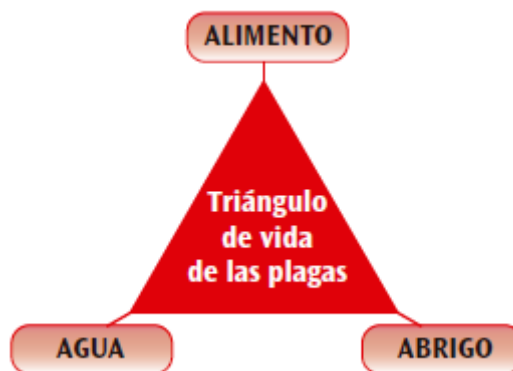 ALIMENTO
Triángulo
de vida
de las plagas
AGUA
ABRIGO